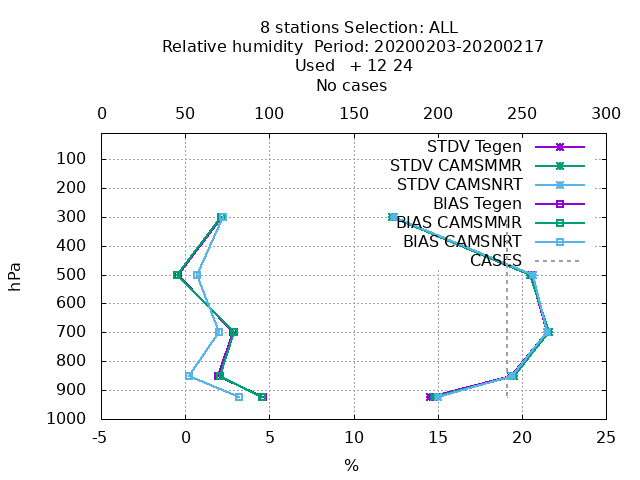 8 stations Selection: ALL
Relative humidity  Period: 20200203-20200217
Used   + 12 24
No cases
0 50 100 150 200 250 300
STDV Tegen
STDV CAMSMMR
STDV CAMSNRT
BIAS Tegen
BIAS CAMSMMR
BIAS CAMSNRT
CASES
hPa
100
200
300
400
500
600
700
800
900
1000
-5 0 5 10 15 20 25
%